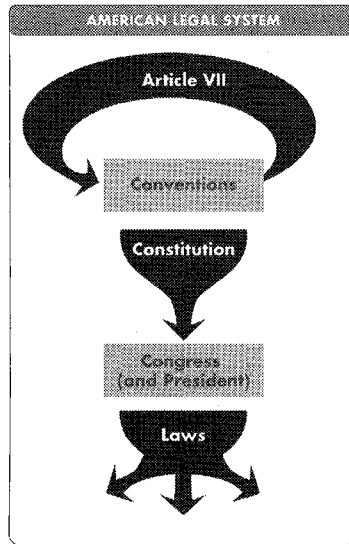 AMERICAN LEGAL SYSTEM
Article VII
Conventions
Constitution
Congress
(and President)
Laws